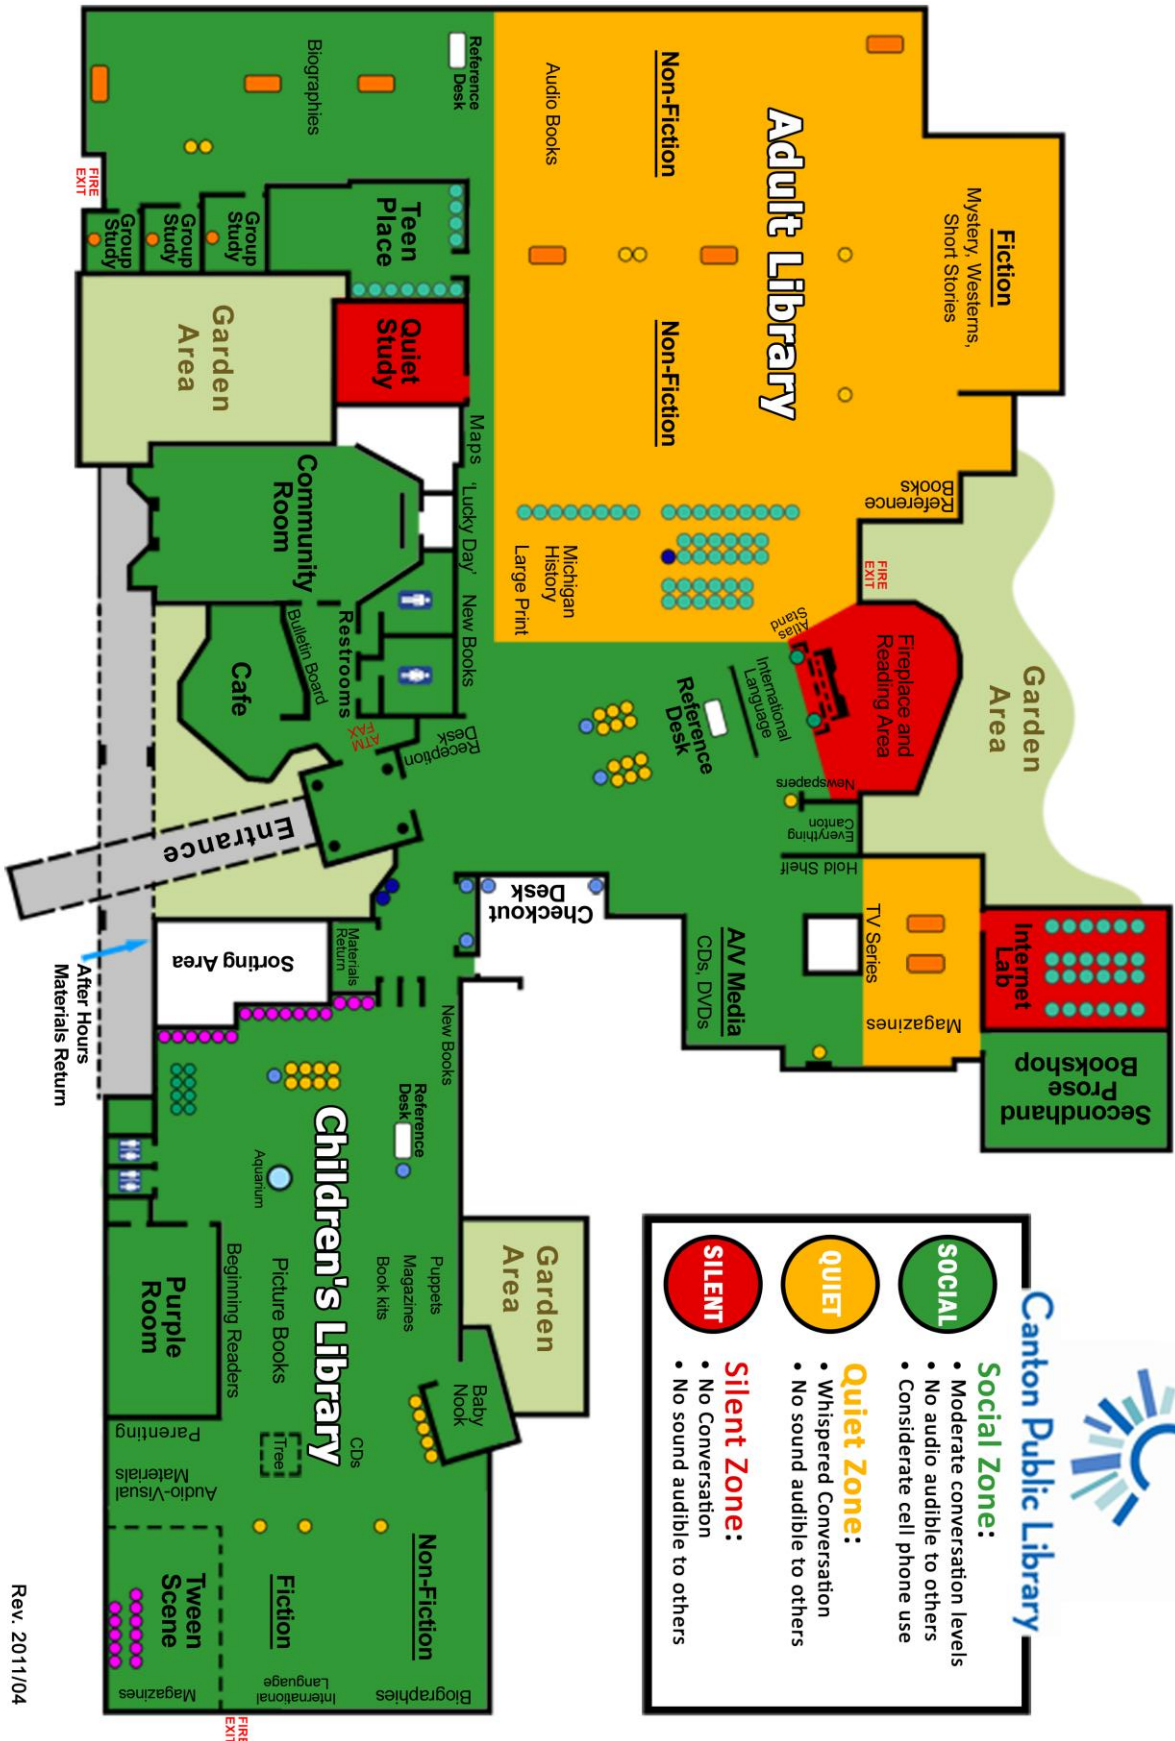 Canton Public Library
SOCIAL
Social Zone:
• Moderate conversation levels
• No audio audible to others
• Considerate cell phone use
QUIET
Quiet Zone:
• Whispered Conversation
• No sound audible to others
SILENT
Silent Zone:
• No Conversation
• No sound audible to others
Adult Library
Fiction
Mystery, Westerns,
Short Stories
Non-Fiction
Non-Fiction
Audio Books
Reference
Desk
Biographies
FIRE
EXIT
Group
Study
Group
Study
Group
Study
Teen
Place
Quiet
Study
Garden
Area
Maps
'Lucky Day'
New Books
Community
Room
Restrooms
Bulletin Board
Cafe
ATM
FAX
Reception
Desk
Entrance
Michigan
History
Large Print
Reference
Books
FIRE
EXIT
Atlas
Stand
Fireplace and
Reading Area
Garden
Area
International
Language
Reference
Desk
Newspapers
Everything
Canton
Hold Shelf
TV Series
Magazines
Internet
Lab
Secondhand
Prose
Bookshop
A/V Media
CDs, DVDs
Checkout
Desk
Materials
Return
Sorting Area
After Hours
Materials Return
New Books
Reference
Desk
Children's Library
Aquarium
Puppets
Magazines
Book kits
Garden
Area
Baby
Nook
Picture Books
Beginning Readers
Purple
Room
CDs
Tree
Parenting
Audio-Visual
Materials
Non-Fiction
Fiction
Tween
Scene
Biographies
International
Language
Magazines
FIRE
EXIT
Rev. 2011/04